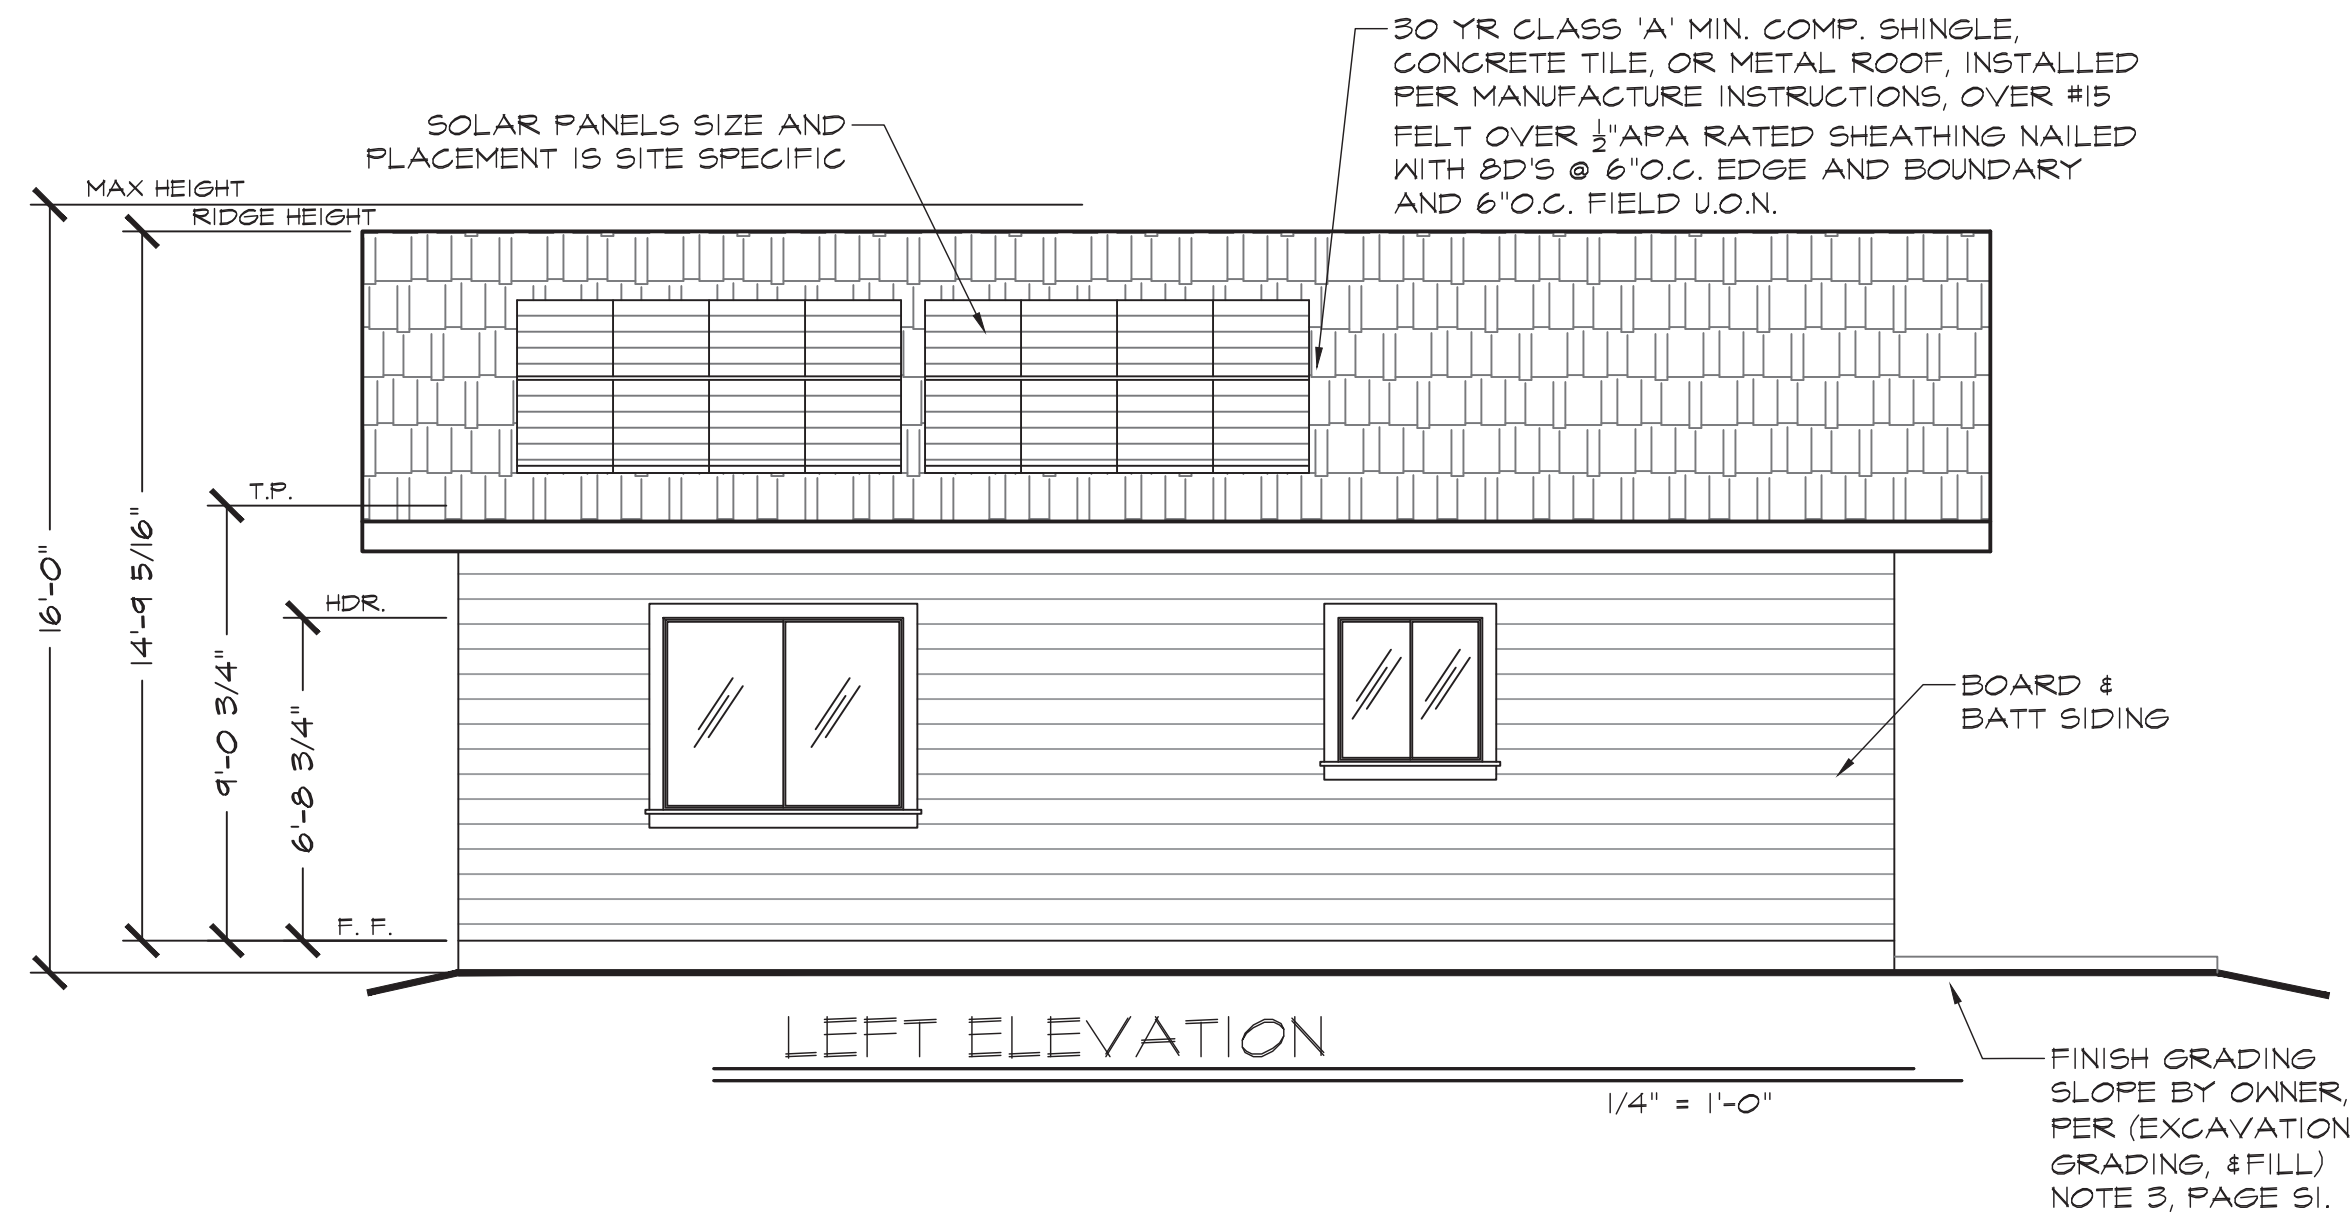 30 YR CLASS 'A' MIN. COMP. SHINGLE,
CONCRETE TILE, OR METAL ROOF, INSTALLED
PER MANUFACTURE INSTRUCTIONS, OVER #15
FELT OVER ½"APA RATED SHEATHING NAILED
WITH 8D'S @ 6"O.C. EDGE AND BOUNDARY
AND 6"O.C. FIELD U.O.N.
SOLAR PANELS SIZE AND
PLACEMENT IS SITE SPECIFIC
MAX HEIGHT
RIDGE HEIGHT
T.P.
HDR.
F. F.
16'-0"
14'-9 5/16"
9'-0 3/4"
6'-8 3/4"
BOARD &
BATT SIDING
LEFT ELEVATION
1/4" = 1'-0"
FINISH GRADING
SLOPE BY OWNER,
PER (EXCAVATION
GRADING, &FILL)
NOTE 3, PAGE S1.